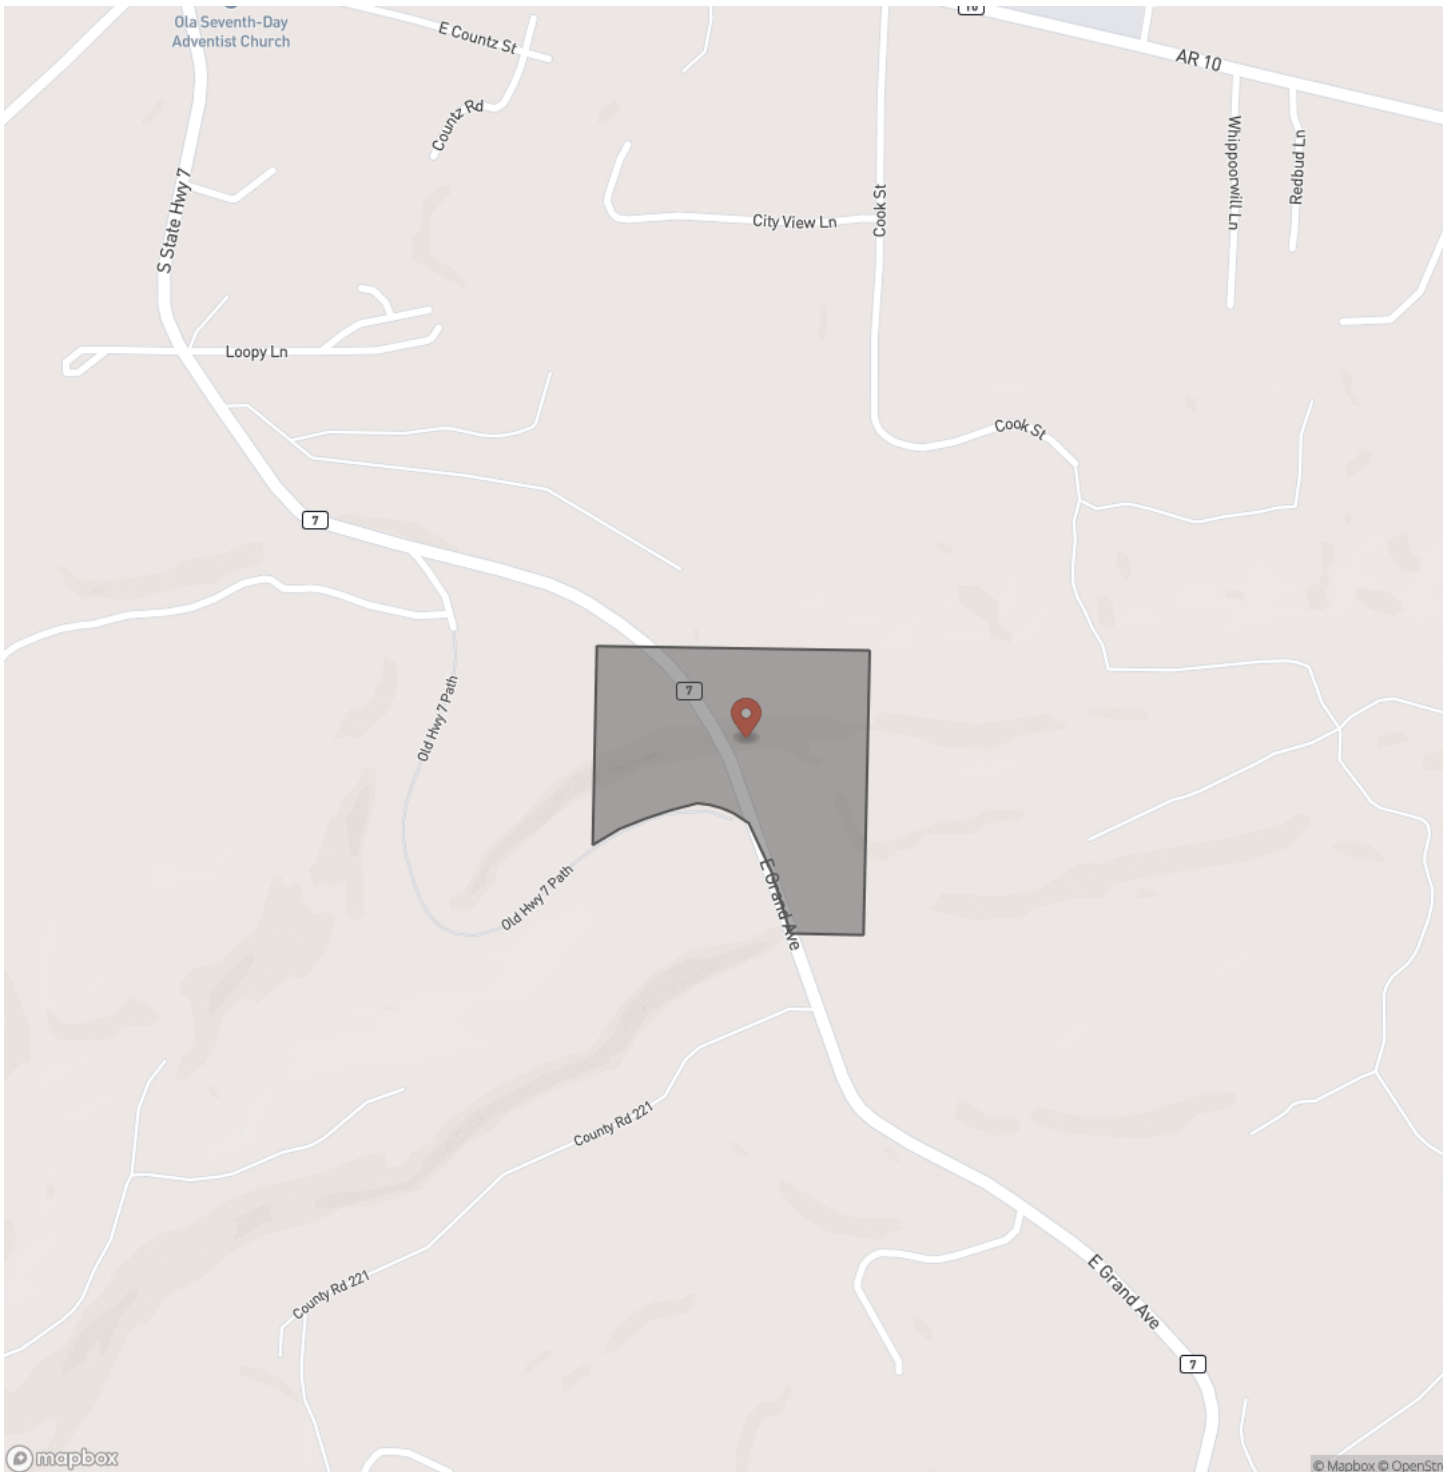 Ola Seventh-Day
Adventist Church
E Countz St
10
AR 10
Countz Rd
Whippoorwill Ln
Redbud Ln
S State Hwy 7
City View Ln
Cook St
Loopy Ln
Cook St
7
Old Hwy 7 Path
7
Old Hwy 7 Path
E Grand Ave
County Rd 221
County Rd 221
E Grand Ave
7
mapbox
© Mapbox © OpenStr